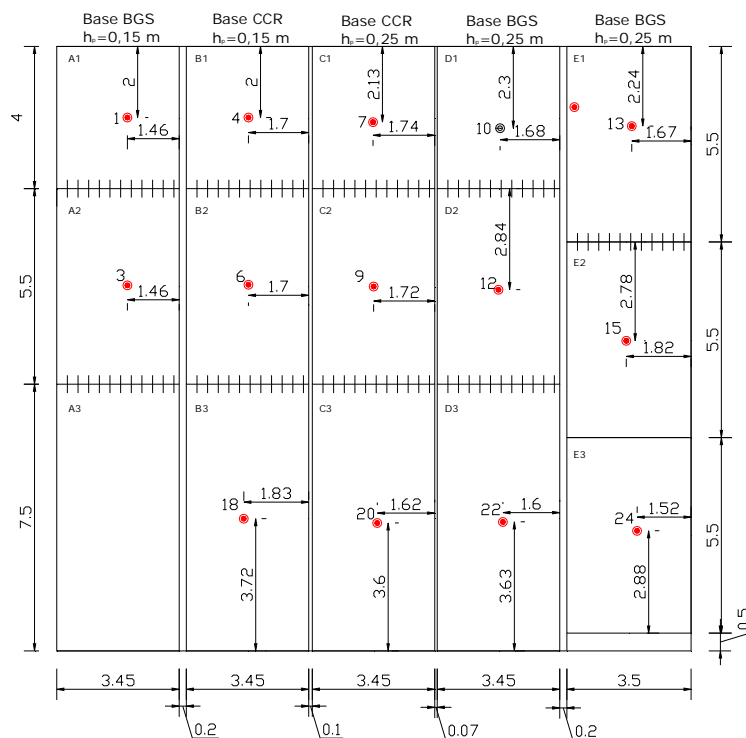 Base BGS
hₚ=0,15 m
Base CCR
hₚ=0,15 m
Base CCR
hₚ=0,25 m
Base BGS
hₚ=0,25 m
Base BGS
hₚ=0,25 m
A1
B1
C1
D1
E1
2
2
2.13
2.3
2.24
1
4
7
10
13
1.46
1.7
1.74
1.68
1.67
4
5.5
A2
B2
C2
D2
E2
2.84
2.78
3
6
9
12
15
1.46
1.7
1.72
1.82
5.5
5.5
A3
B3
C3
D3
E3
18
20
22
24
1.83
1.62
1.6
1.52
3.72
3.6
3.63
2.88
7.5
5.5
0.5
3.45
3.45
3.45
3.45
3.5
0.2
0.1
0.07
0.2